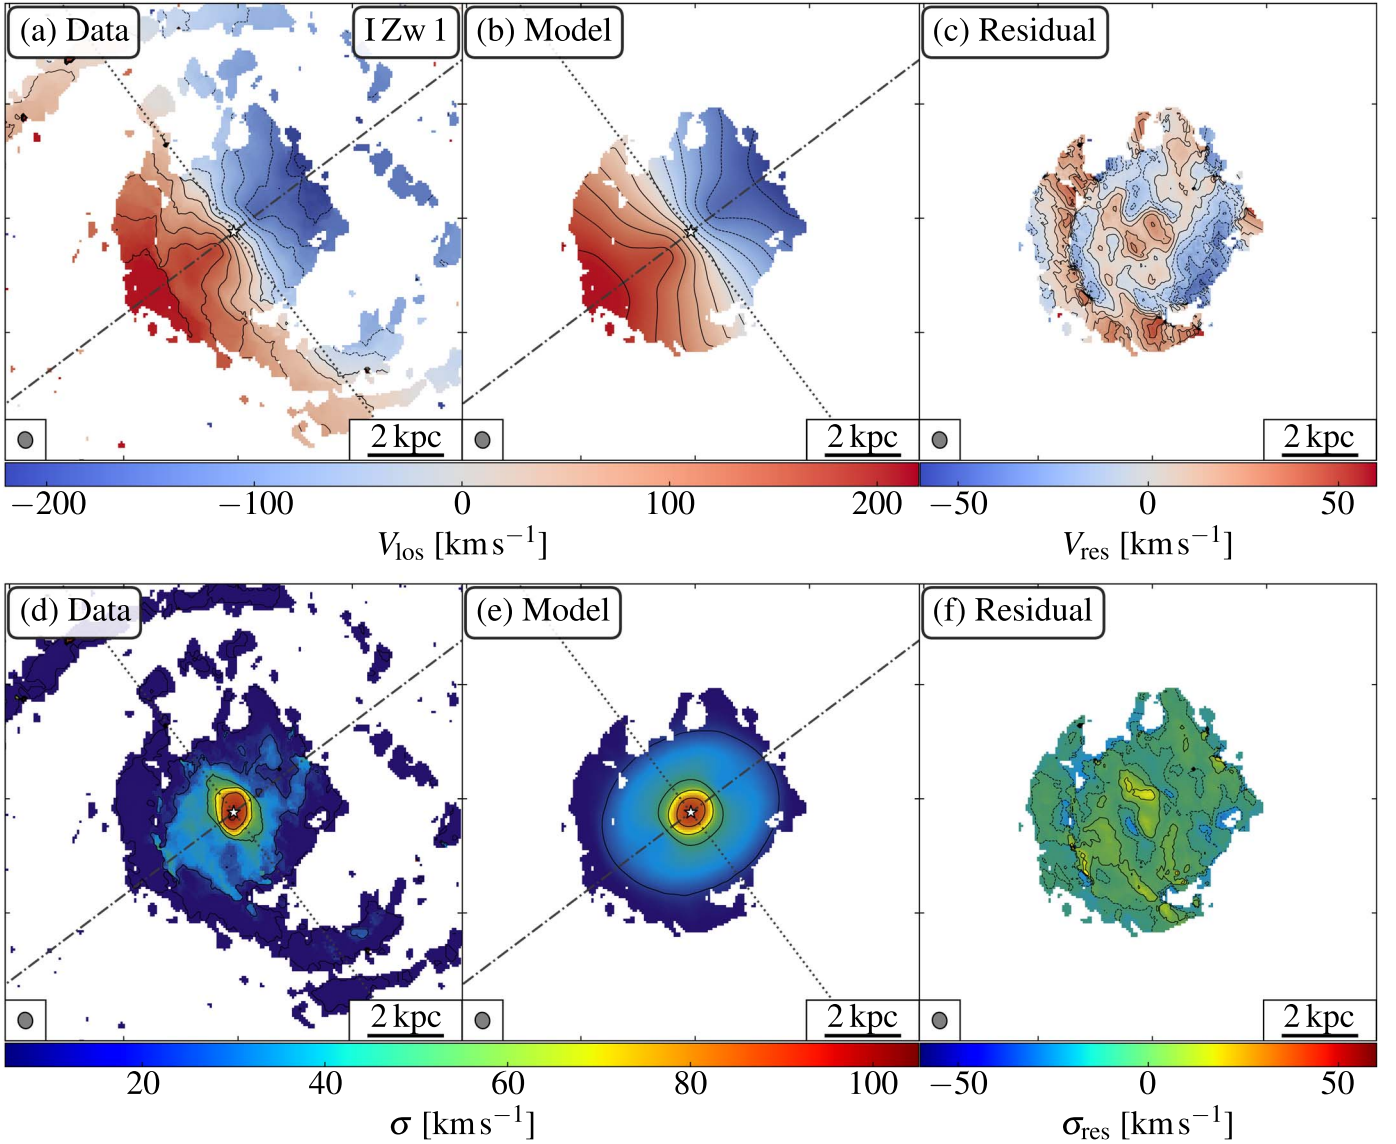 (a) Data
I Zw 1
(b) Model
(c) Residual
2 kpc
2 kpc
2 kpc
−200 −100 0 100 200
−50 0 50
V_los [km s⁻¹]
V_res [km s⁻¹]
(d) Data
(e) Model
(f) Residual
2 kpc
2 kpc
2 kpc
20 40 60 80 100
−50 0 50
σ [km s⁻¹]
σ_res [km s⁻¹]